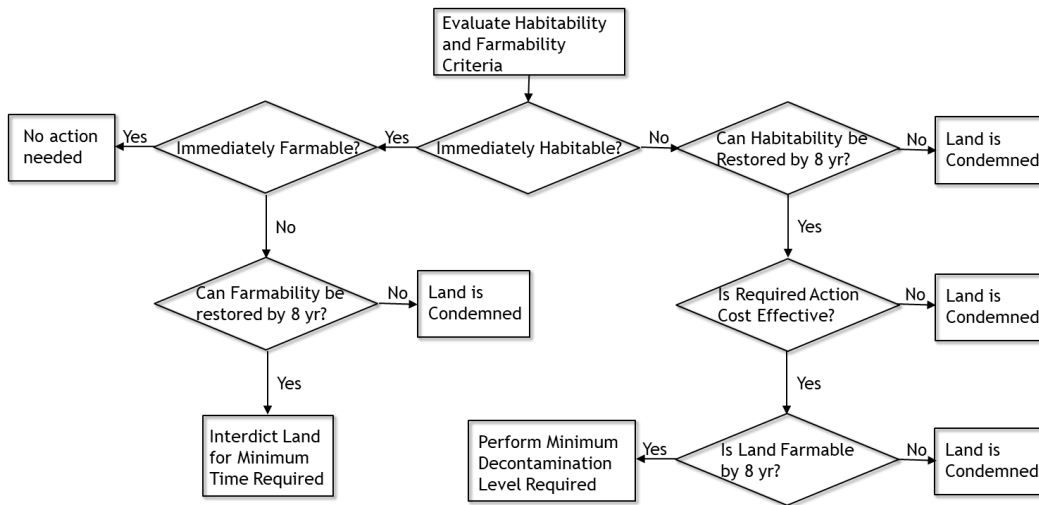 Evaluate Habitability
and Farmability
Criteria
No action
needed
Yes
Immediately Farmable?
Yes
Immediately Habitable?
No
Can Habitability be
Restored by 8 yr?
No
Land is
Condemned
No
Yes
Can Farmability be
restored by 8 yr?
No
Land is
Condemned
Is Required Action
Cost Effective?
No
Land is
Condemned
Yes
Yes
Interdict Land
for Minimum
Time Required
Perform Minimum
Decontamination
Level Required
Yes
Is Land Farmable
by 8 yr?
No
Land is
Condemned